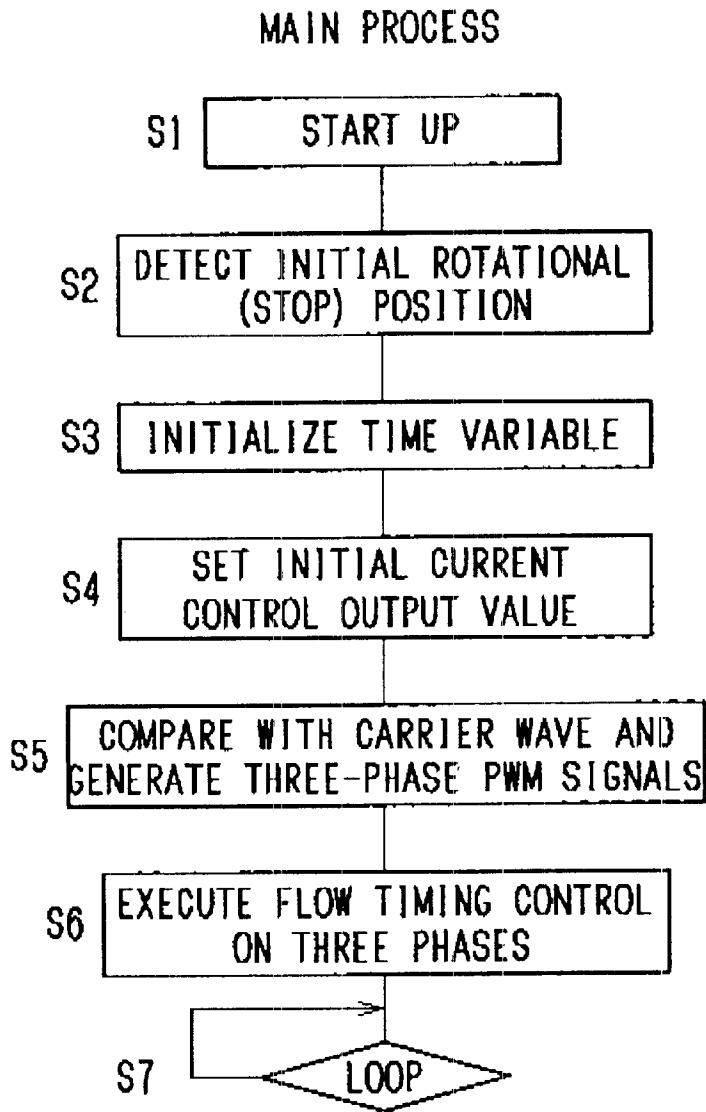 MAIN PROCESS
S1 START UP
S2 DETECT INITIAL ROTATIONAL
(STOP) POSITION
S3 INITIALIZE TIME VARIABLE
S4 SET INITIAL CURRENT
CONTROL OUTPUT VALUE
S5 COMPARE WITH CARRIER WAVE AND
GENERATE THREE-PHASE PWM SIGNALS
S6 EXECUTE FLOW TIMING CONTROL
ON THREE PHASES
S7 LOOP